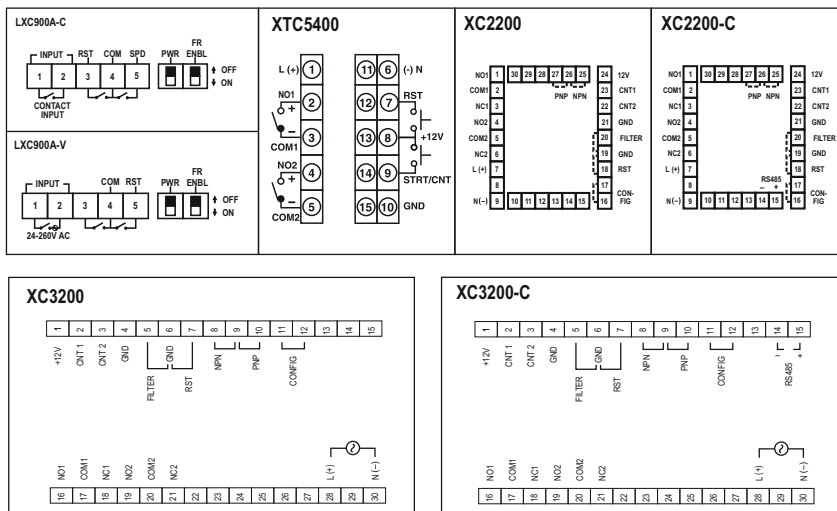 LXC900A-C
INPUT RST COM SPD
1 2 3 4 5
CONTACT
INPUT
FR
PWR ENBL
OFF
ON
LXC900A-V
INPUT COM RST
1 2 3 4 5
24-260V AC
FR
PWR ENBL
OFF
ON
XTC5400
L (+) 1 11 6 (-) N
NO1 2 12 7 RST
+
−
COM1 3 13 8 +12V
NO2 4 14 9 STRT/CNT
+
−
COM2 5 15 10 GND
XC2200
NO1 1 30 29 28 27 26 25 24 12V
COM1 2 PNP NPN 23 CNT1
NC1 3 22 CNT2
NO2 4 21 GND
COM2 5 20 FILTER
NC2 6 19 GND
L (+) 7 18 RST
8 17 CON-
N(−) 9 10 11 12 13 14 15 16 FIG
XC2200-C
NO1 1 30 29 28 27 26 25 24 12V
COM1 2 PNP NPN 23 CNT1
NC1 3 22 CNT2
NO2 4 21 GND
COM2 5 20 FILTER
NC2 6 19 GND
L (+) 7 18 RST
RS485
8 − + 17 CON-
N(−) 9 10 11 12 13 14 15 16 FIG
XC3200
1 2 3 4 5 6 7 8 9 10 11 12 13 14 15
+12V CNT 1 CNT 2 GND FILTER GND RST NPN PNP CONFIG
NO1 COM1 NC1 NO2 COM2 NC2 L (+) N (−)
16 17 18 19 20 21 22 23 24 25 26 27 28 29 30
XC3200-C
1 2 3 4 5 6 7 8 9 10 11 12 13 14 15
+12V CNT 1 CNT 2 GND FILTER GND RST NPN PNP CONFIG − RS485 +
NO1 COM1 NC1 NO2 COM2 NC2 L (+) N (−)
16 17 18 19 20 21 22 23 24 25 26 27 28 29 30